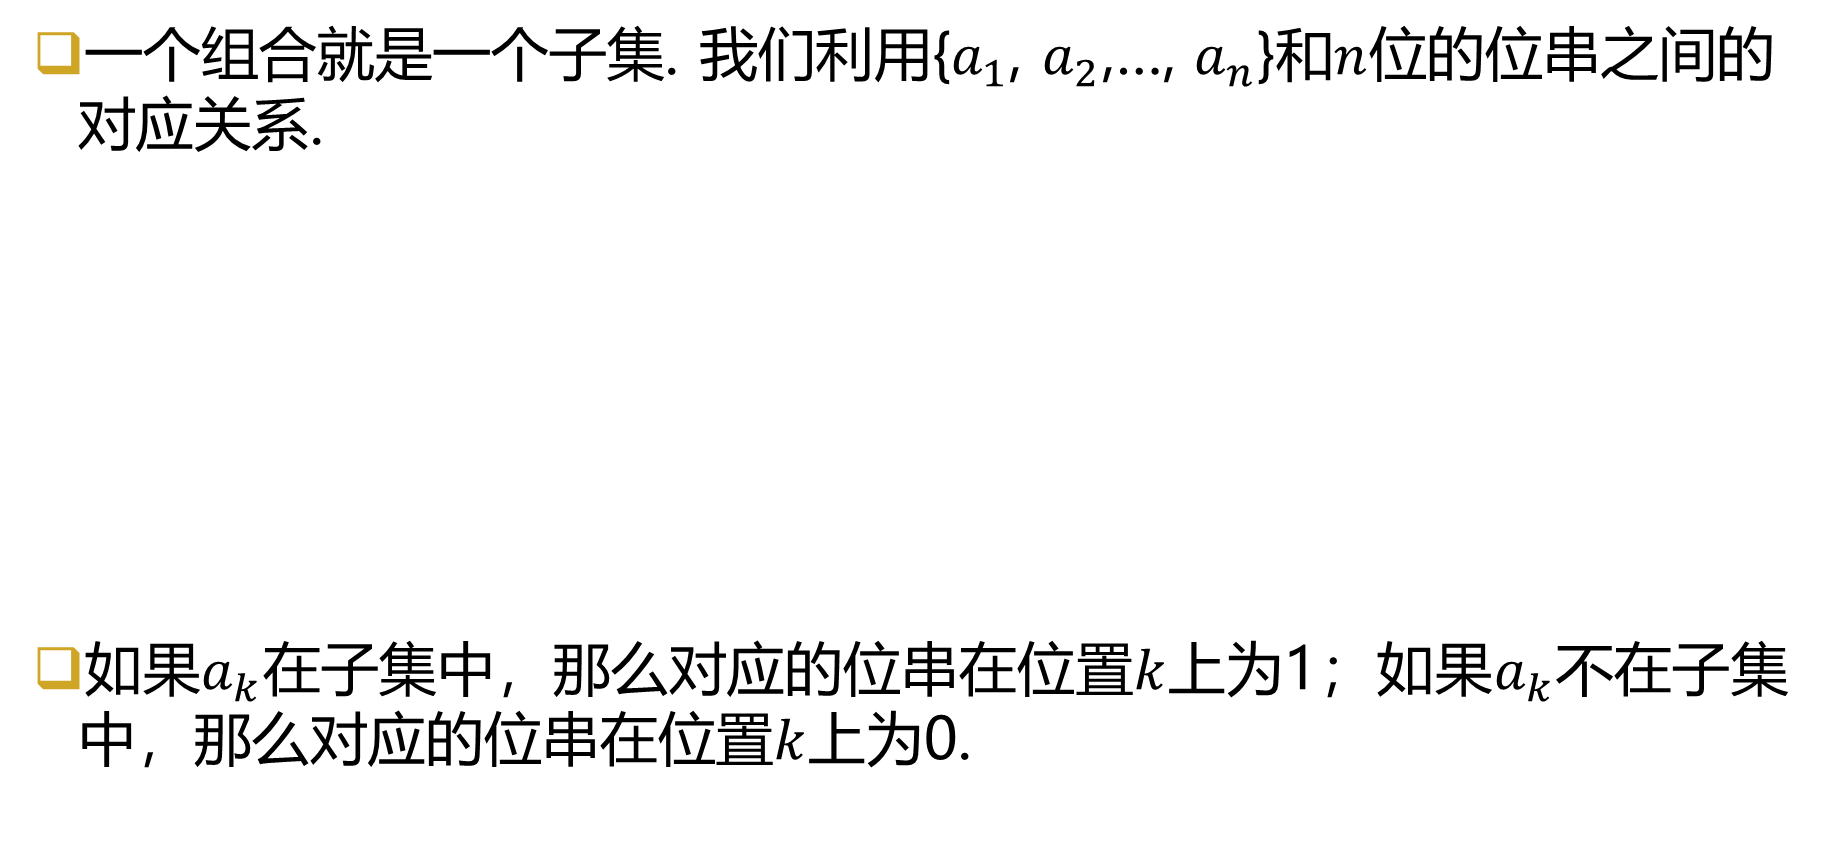 ❑一个组合就是一个子集. 我们利用{a₁, a₂,…, aₙ}和n位的位串之间的
对应关系.
❑如果aₖ在子集中，那么对应的位串在位置k上为1；如果aₖ不在子集
中，那么对应的位串在位置k上为0.